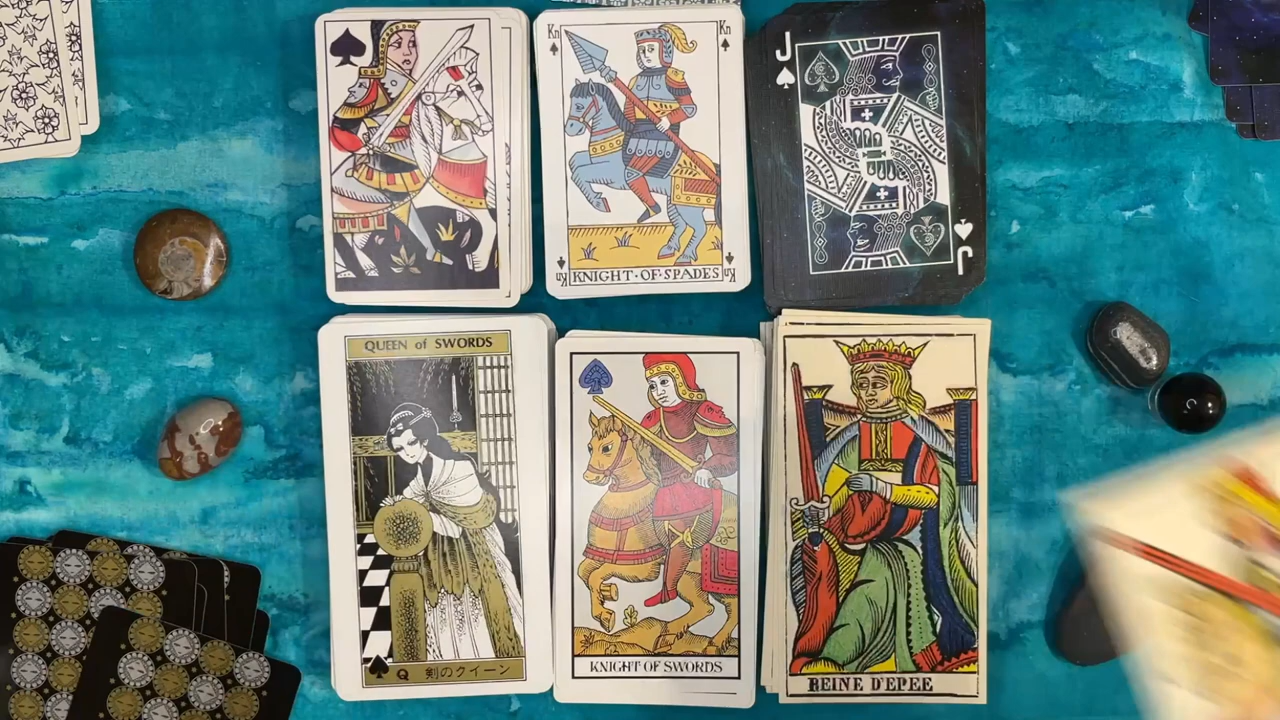 Kn
Kn
KNIGHT·OF·SPADES
Kn
Kn
J
J
QUEEN of SWORDS
Q 剣のクイーン
KNIGHT OF SWORDS
REINE D'EPEE